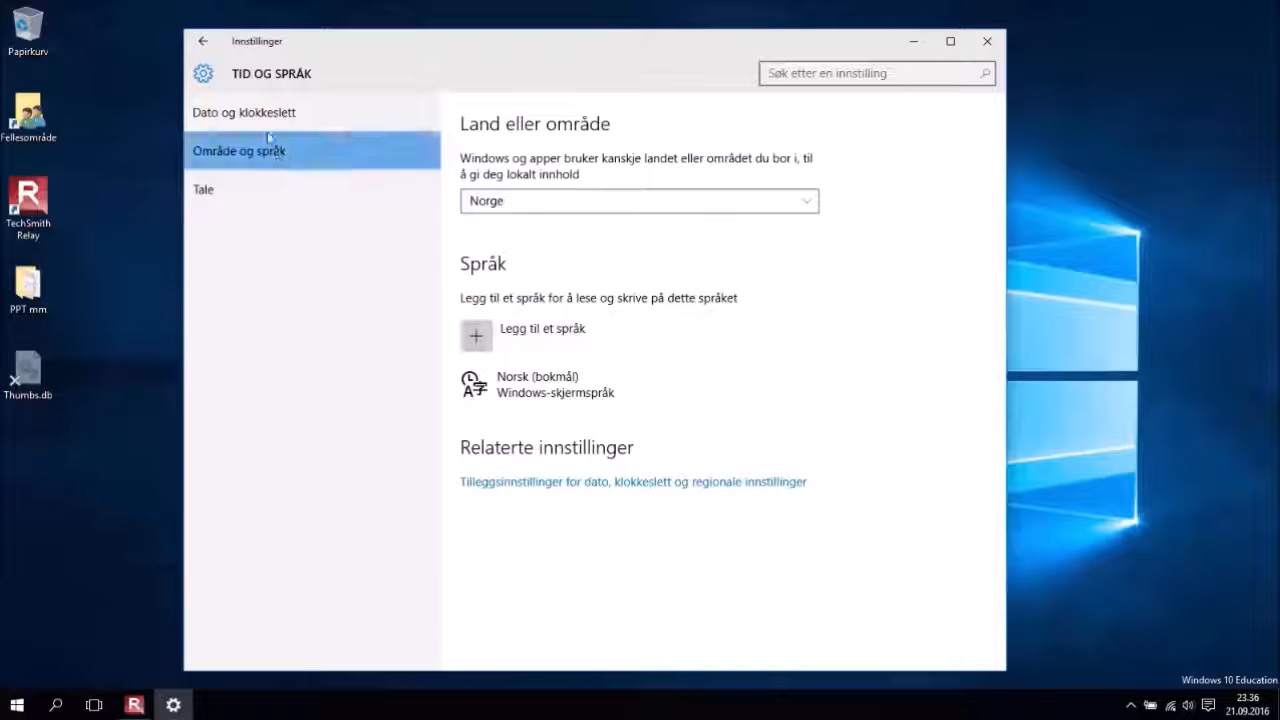 Papirkurv
Fellesområde
TechSmith
Relay
PPT mm
Thumbs.db
Innstillinger
TID OG SPRÅK
Søk etter en innstilling
Dato og klokkeslett
Område og språk
Tale
Land eller område
Windows og apper bruker kanskje landet eller området du bor i, til
å gi deg lokalt innhold
Norge
Språk
Legg til et språk for å lese og skrive på dette språket
Legg til et språk
Norsk (bokmål)
Windows-skjermspråk
Relaterte innstillinger
Tilleggsinnstillinger for dato, klokkeslett og regionale innstillinger
Windows 10 Education
23.36
21.09.2016